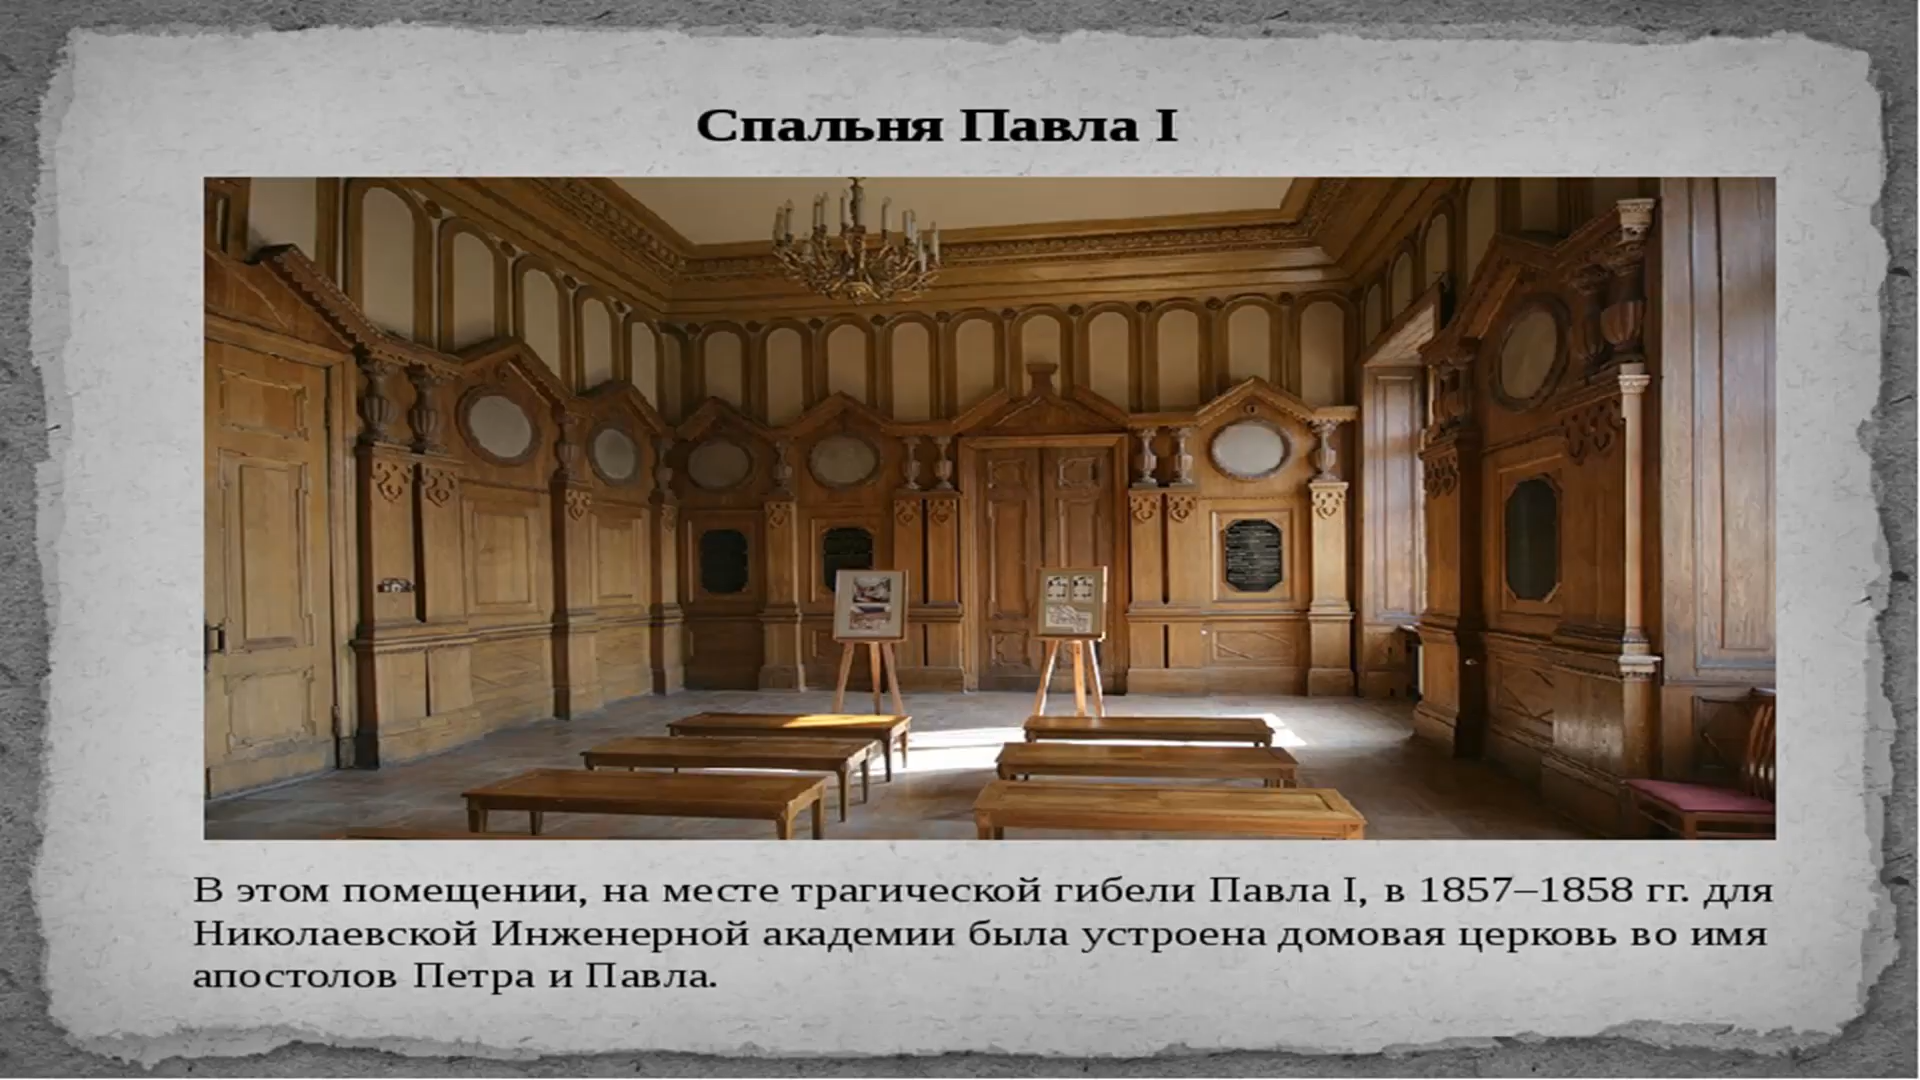 Спальня Павла I
В этом помещении, на месте трагической гибели Павла I, в 1857–1858 гг. для
Николаевской Инженерной академии была устроена домовая церковь во имя
апостолов Петра и Павла.